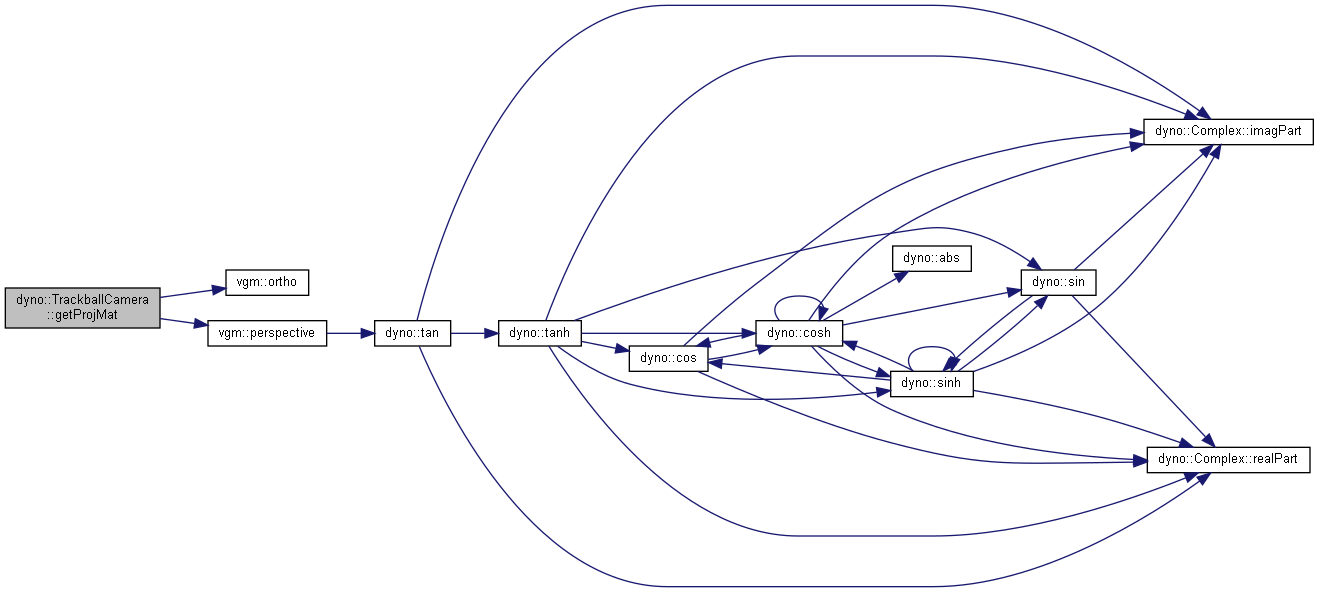 dyno::TrackballCamera
::getProjMat
vgm::ortho
vgm::perspective
dyno::tan
dyno::tanh
dyno::cos
dyno::cosh
dyno::abs
dyno::sinh
dyno::sin
dyno::Complex::imagPart
dyno::Complex::realPart